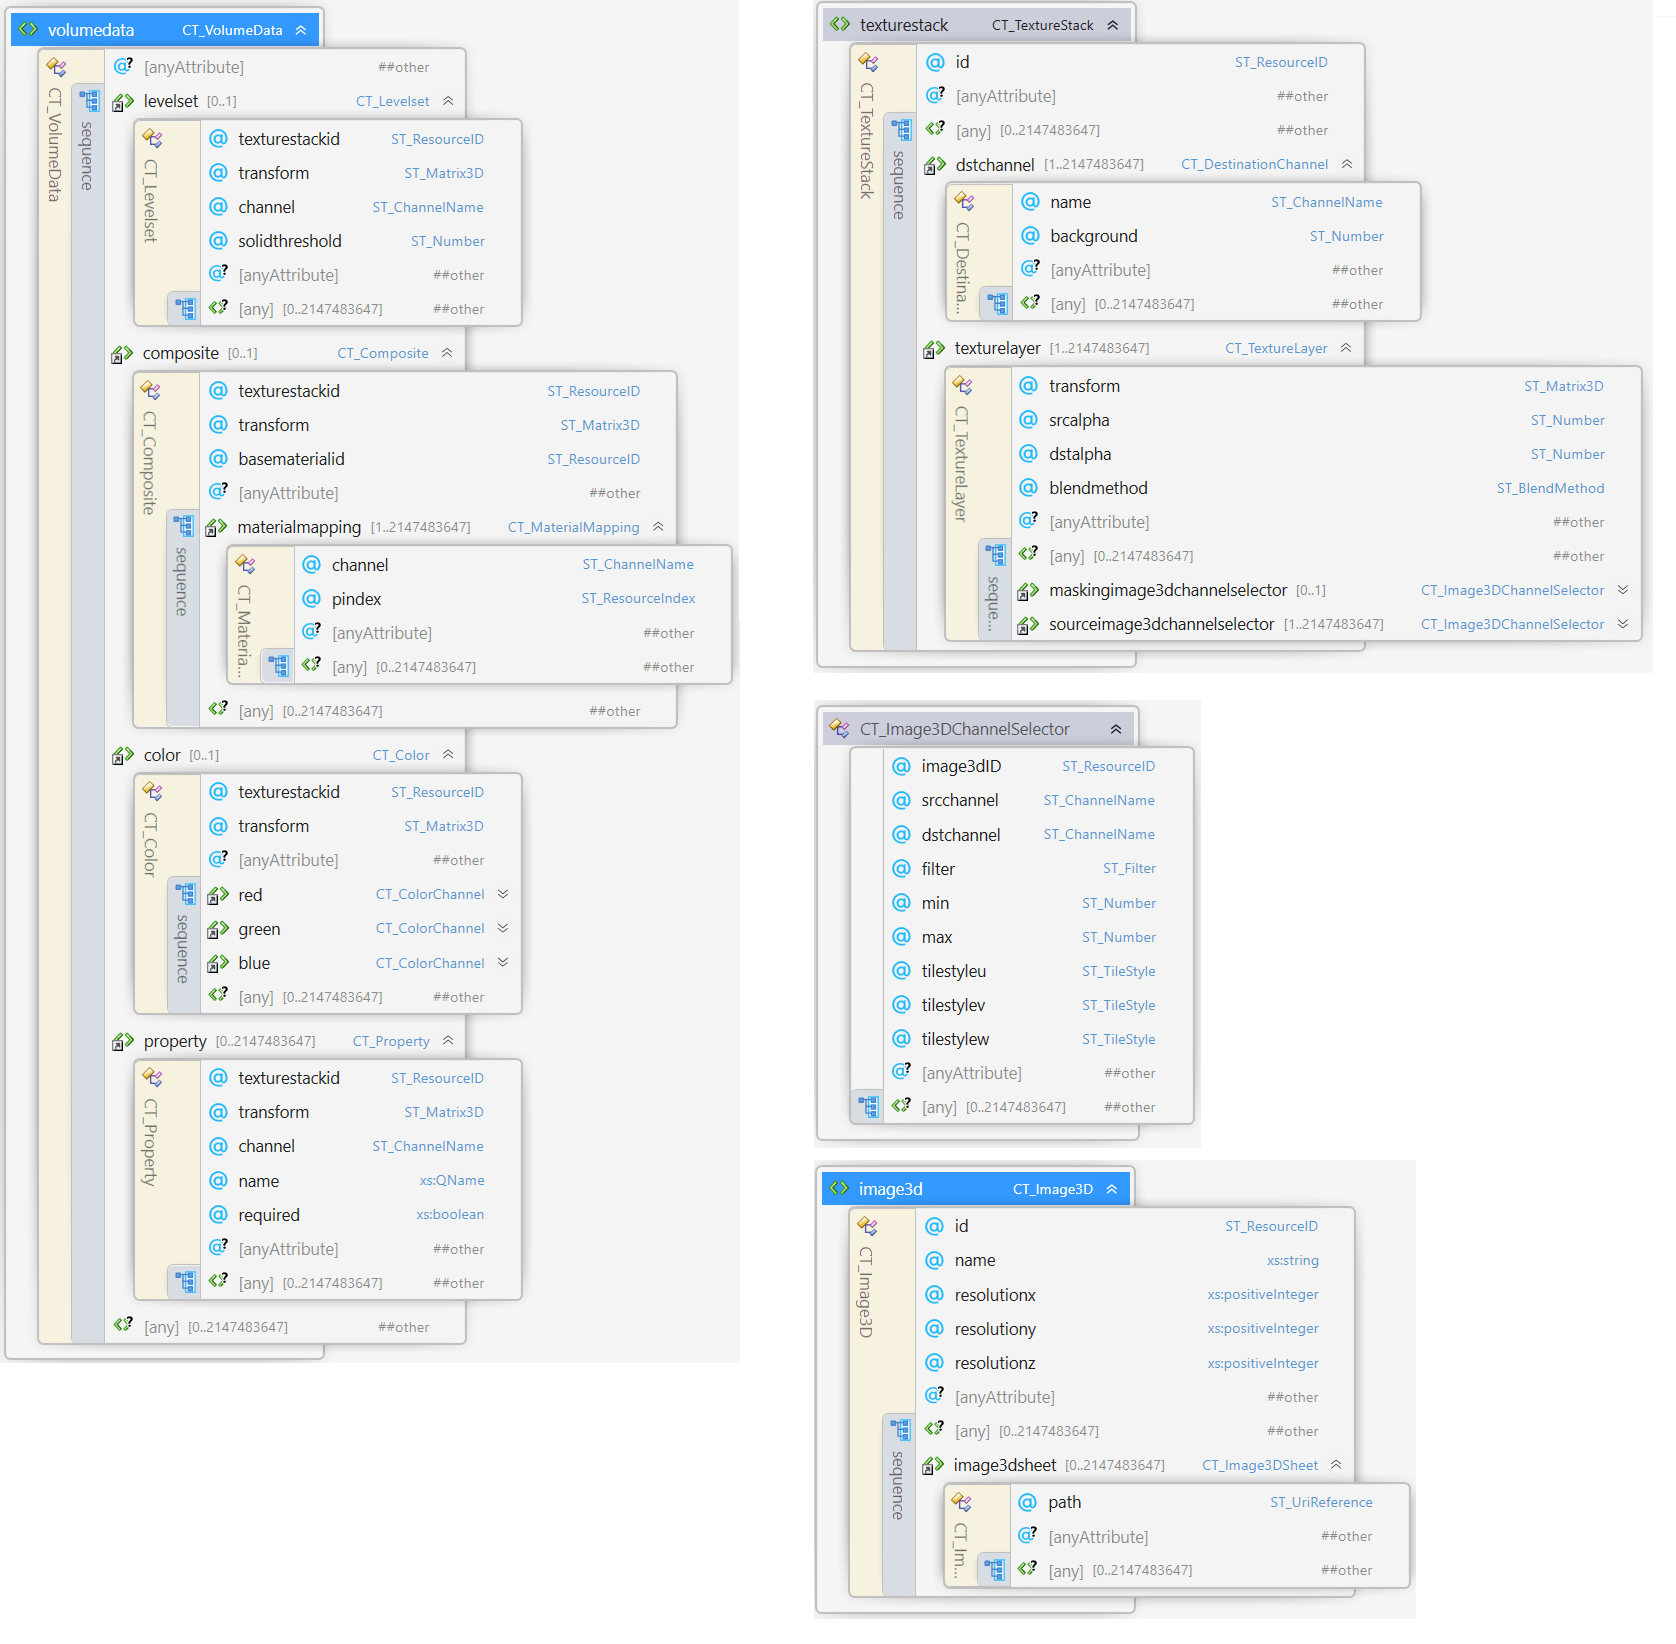 volumedata CT_VolumeData
CT_VolumeData
sequence
[anyAttribute] ##other
levelset [0..1] CT_Levelset
CT_Levelset
texturestackid ST_ResourceID
transform ST_Matrix3D
channel ST_ChannelName
solidthreshold ST_Number
[anyAttribute] ##other
[any] [0..2147483647] ##other
composite [0..1] CT_Composite
CT_Composite
texturestackid ST_ResourceID
transform ST_Matrix3D
basematerialid ST_ResourceID
[anyAttribute] ##other
sequence
materialmapping [1..2147483647] CT_MaterialMapping
CT_Materia...
channel ST_ChannelName
pindex ST_ResourceIndex
[anyAttribute] ##other
[any] [0..2147483647] ##other
[any] [0..2147483647] ##other
color [0..1] CT_Color
CT_Color
texturestackid ST_ResourceID
transform ST_Matrix3D
[anyAttribute] ##other
sequence
red CT_ColorChannel
green CT_ColorChannel
blue CT_ColorChannel
[any] [0..2147483647] ##other
property [0..2147483647] CT_Property
CT_Property
texturestackid ST_ResourceID
transform ST_Matrix3D
channel ST_ChannelName
name xs:QName
required xs:boolean
[anyAttribute] ##other
[any] [0..2147483647] ##other
[any] [0..2147483647] ##other
texturestack CT_TextureStack
CT_TextureStack
id ST_ResourceID
[anyAttribute] ##other
sequence
[any] [0..2147483647] ##other
dstchannel [1..2147483647] CT_DestinationChannel
CT_Destina...
name ST_ChannelName
background ST_Number
[anyAttribute] ##other
[any] [0..2147483647] ##other
texturelayer [1..2147483647] CT_TextureLayer
CT_TextureLayer
transform ST_Matrix3D
srcalpha ST_Number
dstalpha ST_Number
blendmethod ST_BlendMethod
[anyAttribute] ##other
seque...
[any] [0..2147483647] ##other
maskingimage3dchannelselector [0..1] CT_Image3DChannelSelector
sourceimage3dchannelselector [1..2147483647] CT_Image3DChannelSelector
CT_Image3DChannelSelector
image3dID ST_ResourceID
srcchannel ST_ChannelName
dstchannel ST_ChannelName
filter ST_Filter
min ST_Number
max ST_Number
tilestyleu ST_TileStyle
tilestylev ST_TileStyle
tilestylew ST_TileStyle
[anyAttribute] ##other
[any] [0..2147483647] ##other
image3d CT_Image3D
CT_Image3D
id ST_ResourceID
name xs:string
resolutionx xs:positiveInteger
resolutiony xs:positiveInteger
resolutionz xs:positiveInteger
[anyAttribute] ##other
sequence
[any] [0..2147483647] ##other
image3dsheet [0..2147483647] CT_Image3DSheet
CT_Im...
path ST_UriReference
[anyAttribute] ##other
[any] [0..2147483647] ##other